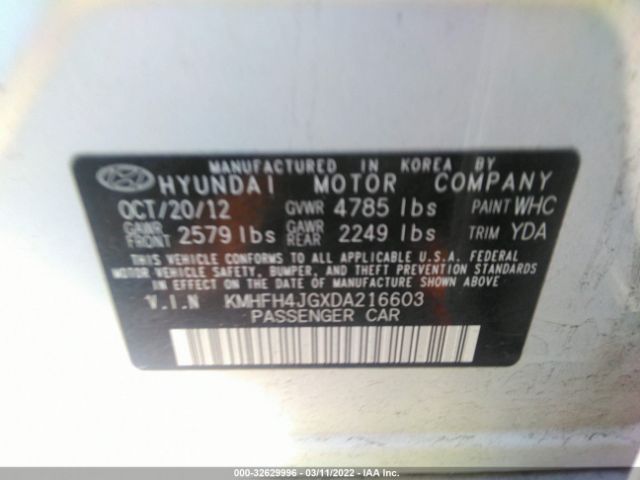 MANUFACTURED IN KOREA BY
HYUNDAI MOTOR COMPANY
OCT/20/12 GVWR 4785 lbs PAINT WHC
GAWR FRONT 2579 lbs GAWR REAR 2249 lbs TRIM YDA
THIS VEHICLE CONFORMS TO ALL APPLICABLE U.S.A. FEDERAL
MOTOR VEHICLE SAFETY, BUMPER, AND THEFT PREVENTION
STANDARDS IN EFFECT ON THE DATE OF MANUFACTURE SHOWN ABOVE
V.I.N KMHFH4JGXDA216603
PASSENGER CAR
000-32629996 - 03/11/2022 - IAA Inc.